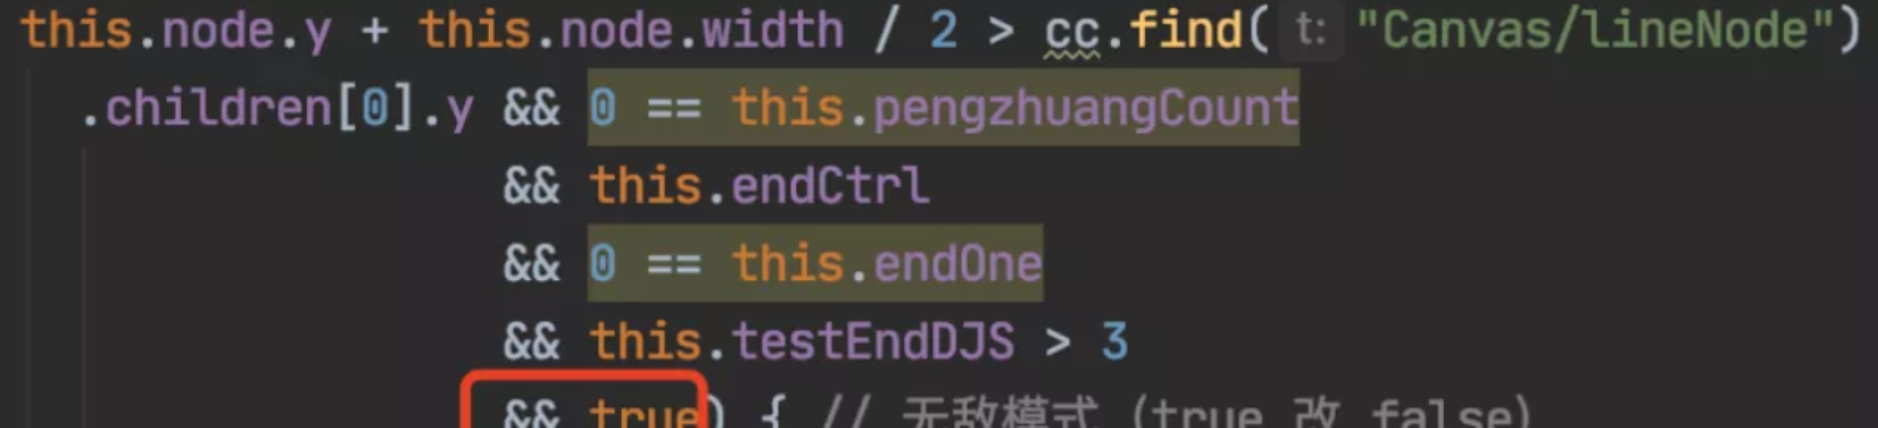 this.node.y + this.node.width / 2 > cc.find( t: "Canvas/lineNode")
.children[0].y && 0 == this.pengzhuangCount
&& this.endCtrl
&& 0 == this.endOne
&& this.testEndDJS > 3
&& true) { // 无敌模式 (true 改 false)